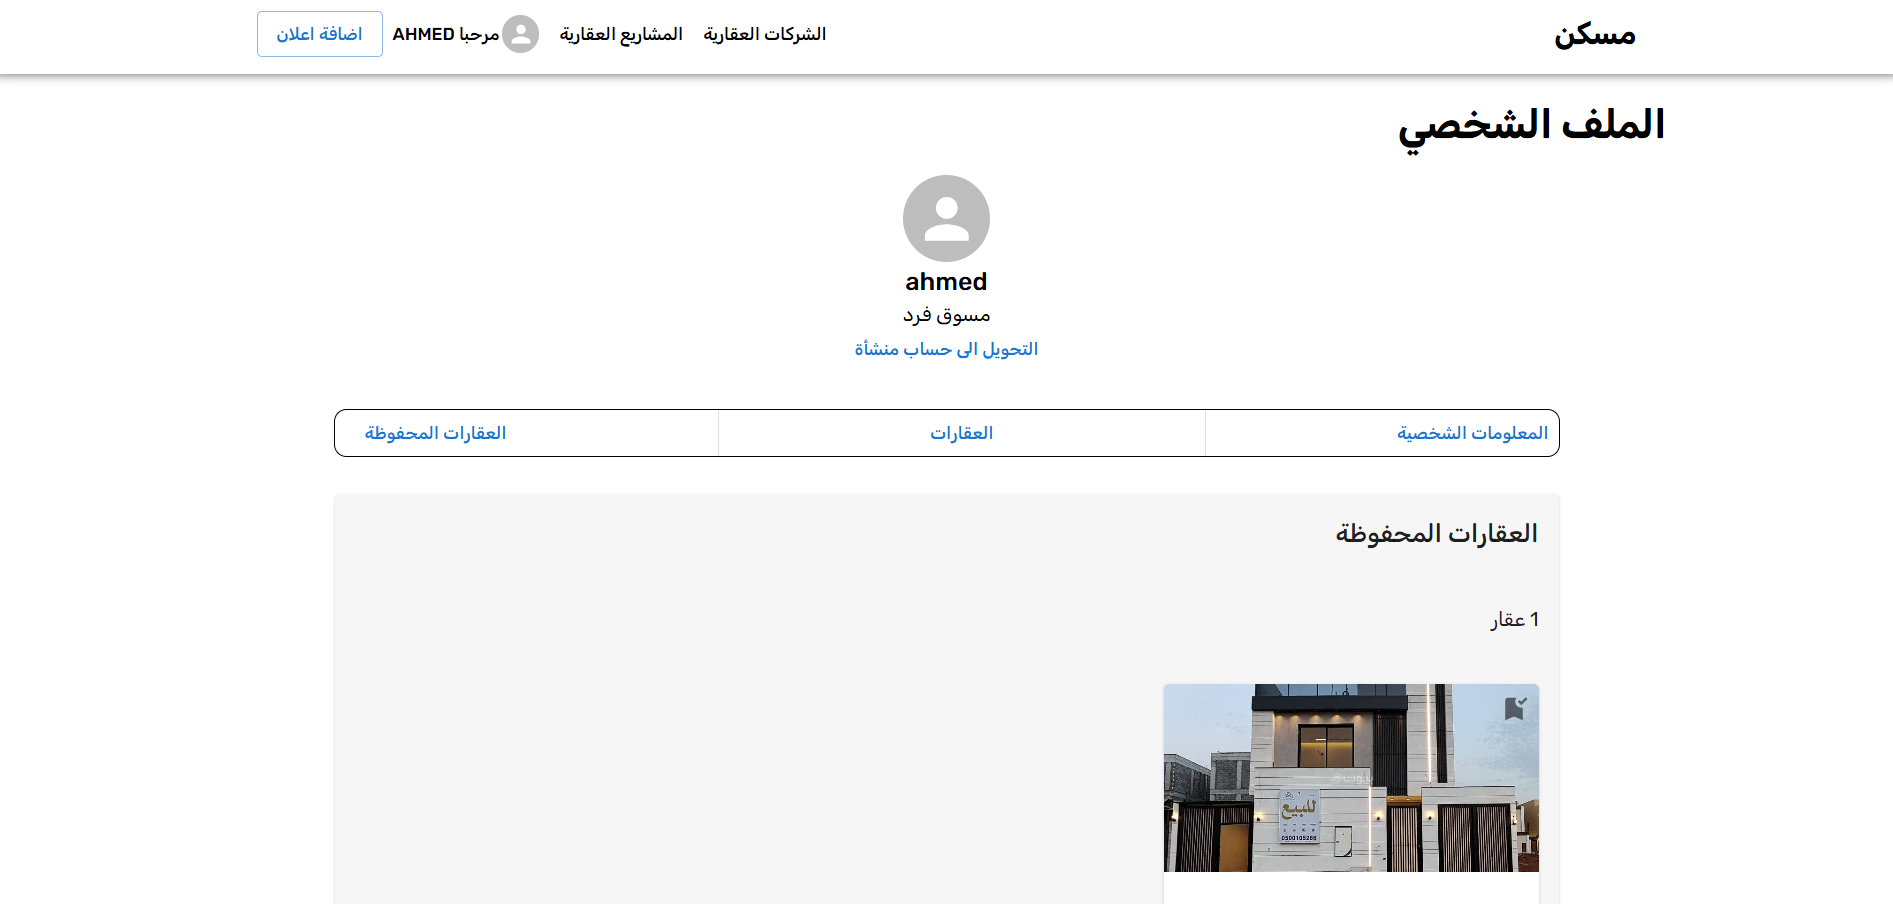 مسكن
الشركات العقارية
المشاريع العقارية
مرحبا AHMED
اضافة اعلان
الملف الشخصي
ahmed
مسوق فرد
التحويل الى حساب منشأة
المعلومات الشخصية
العقارات
العقارات المحفوظة
العقارات المحفوظة
1 عقار
للبيع
0500105266